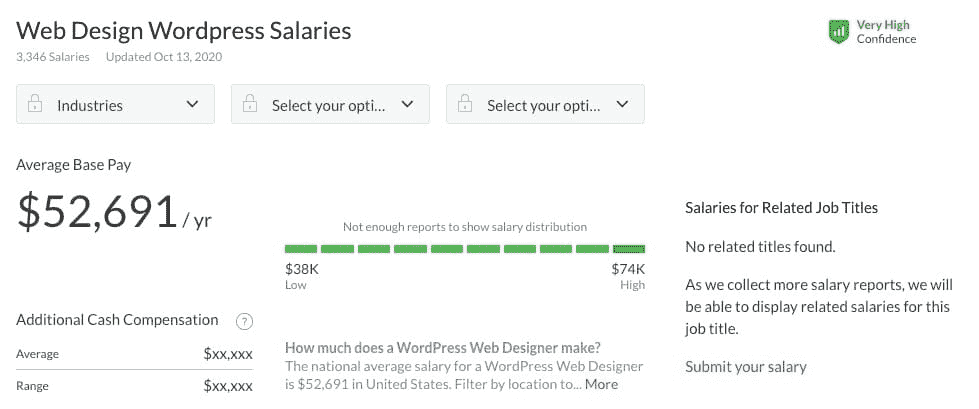 Web Design Wordpress Salaries
3,346 Salaries Updated Oct 13, 2020
Very High
Confidence
Industries
Select your opti...
Select your opti...
Average Base Pay
$52,691 / yr
Not enough reports to show salary distribution
$38K
Low
$74K
High
Additional Cash Compensation ?
Average $xx,xxx
Range $xx,xxx
How much does a WordPress Web Designer make?
The national average salary for a WordPress Web Designer
is $52,691 in United States. Filter by location to... More
Salaries for Related Job Titles
No related titles found.
As we collect more salary reports, we will
be able to display related salaries for this
job title.
Submit your salary